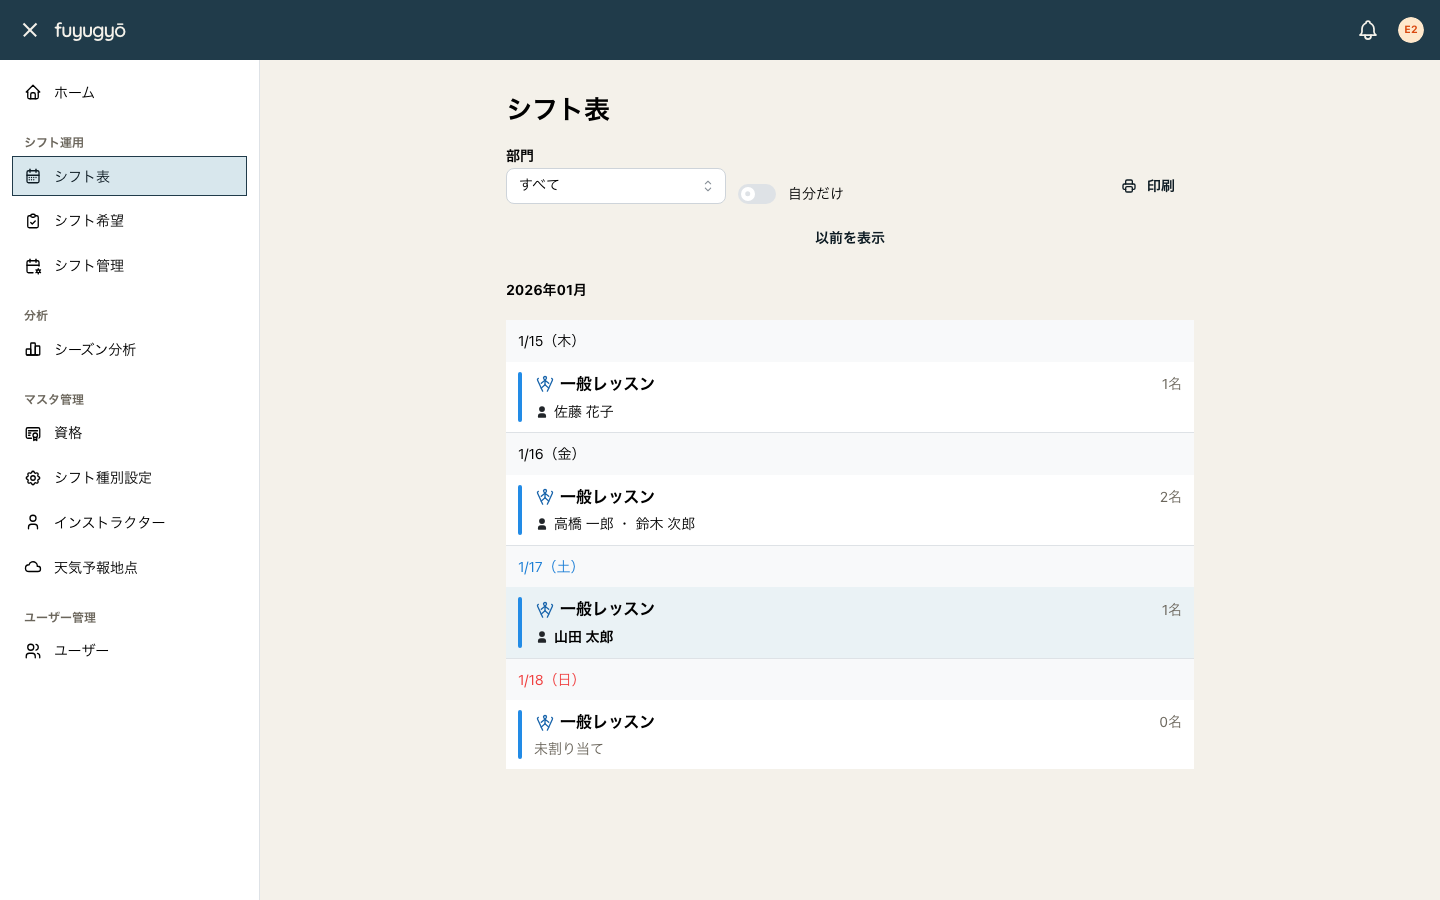 fuyugyō
E2
ホーム
シフト運用
シフト表
シフト希望
シフト管理
分析
シーズン分析
マスタ管理
資格
シフト種別設定
インストラクター
天気予報地点
ユーザー管理
ユーザー
シフト表
部門
すべて
自分だけ
印刷
以前を表示
2026年01月
1/15（木）
一般レッスン 1名
佐藤 花子
1/16（金）
一般レッスン 2名
高橋 一郎 ・ 鈴木 次郎
1/17（土）
一般レッスン 1名
山田 太郎
1/18（日）
一般レッスン 0名
未割り当て